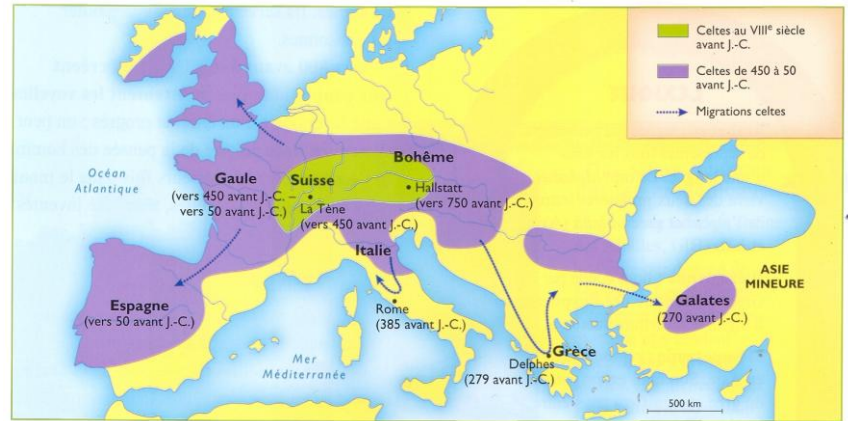 Celtes au VIIIe siècle
avant J.-C.
Celtes de 450 à 50
avant J.-C.
Migrations celtes
Océan
Atlantique
Gaule
(vers 450 avant J.-C. –
vers 50 avant J.-C.)
Suisse
La Tène
(vers 450 avant J.-C.)
Bohême
Hallstatt
(vers 750 avant J.-C.)
Italie
Rome
(385 avant J.-C.)
Espagne
(vers 50 avant J.-C.)
Mer
Méditerranée
Grèce
Delphes
(279 avant J.-C.)
ASIE
MINEURE
Galates
(270 avant J.-C.)
500 km